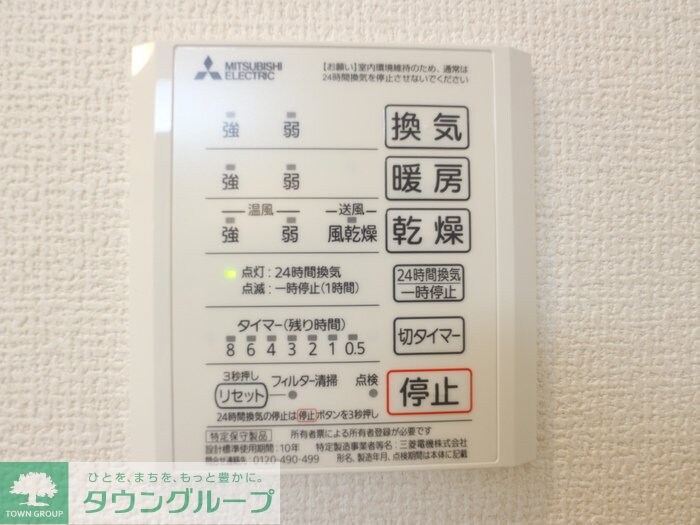 MITSUBISHI
ELECTRIC
【お願い】室内環境維持のため、通常は
24時間換気を停止させないでください
強 弱 換気
強 弱 暖房
温風 送風
強 弱 風乾燥 乾燥
点灯：24時間換気
点滅：一時停止(1時間)
24時間換気
一時停止
タイマー(残り時間)
8 6 4 3 2 1 0.5
切タイマー
3秒押し
リセット フィルター清掃 点検
停止
24時間換気の停止は停止ボタンを3秒押し
特定保守製品 所有者票による所有者登録が必要です
設計標準使用期間：10年 特定製造事業者等名：三菱電機株式会社
問合せ連絡先：0120-490-499 形名、製造年月、点検期間は本体に記載
ひとを、まちを、もっと豊かに。
タウングループ
TOWN GROUP